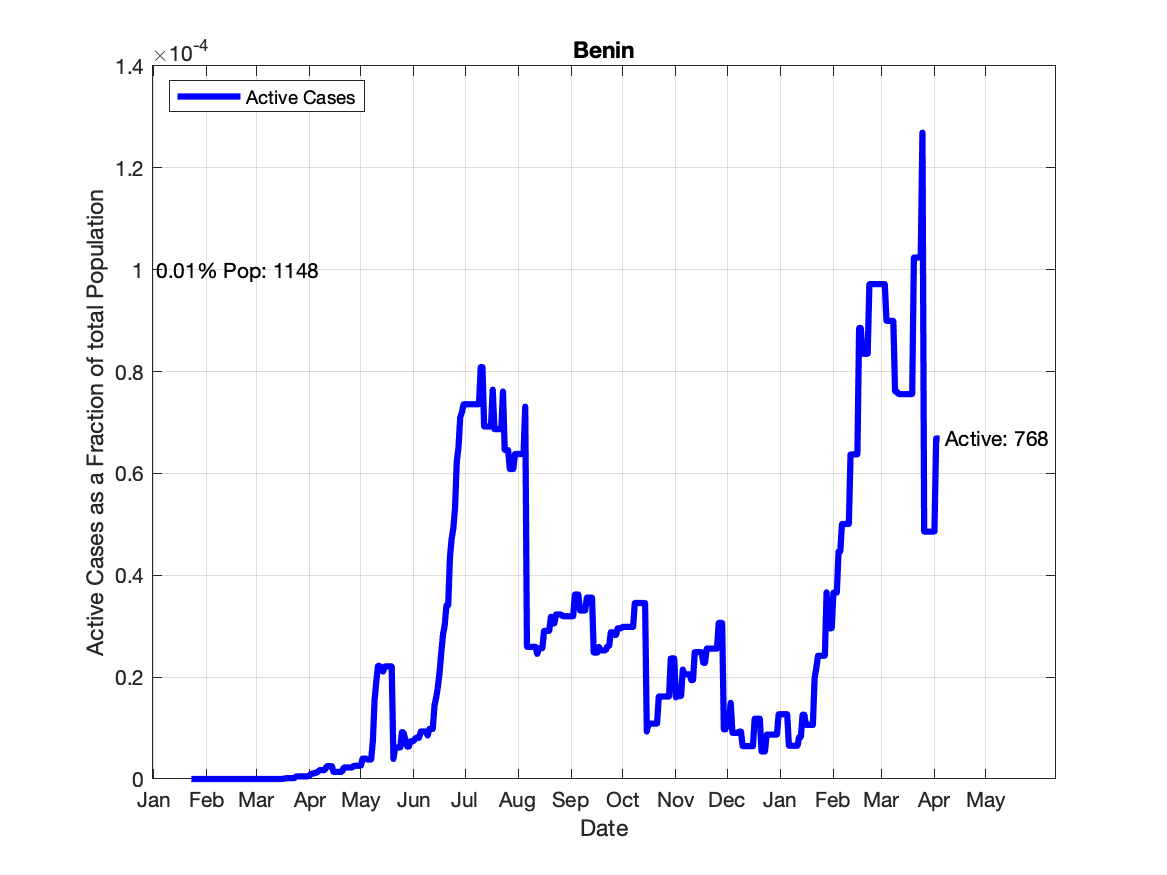 Benin
×10-4
1.4
1.2
1
0.8
0.6
0.4
0.2
0
Active Cases as a Fraction of total Population
Active Cases
0.01% Pop: 1148
Active: 768
Jan Feb Mar Apr May Jun Jul Aug Sep Oct Nov Dec Jan Feb Mar Apr May
Date